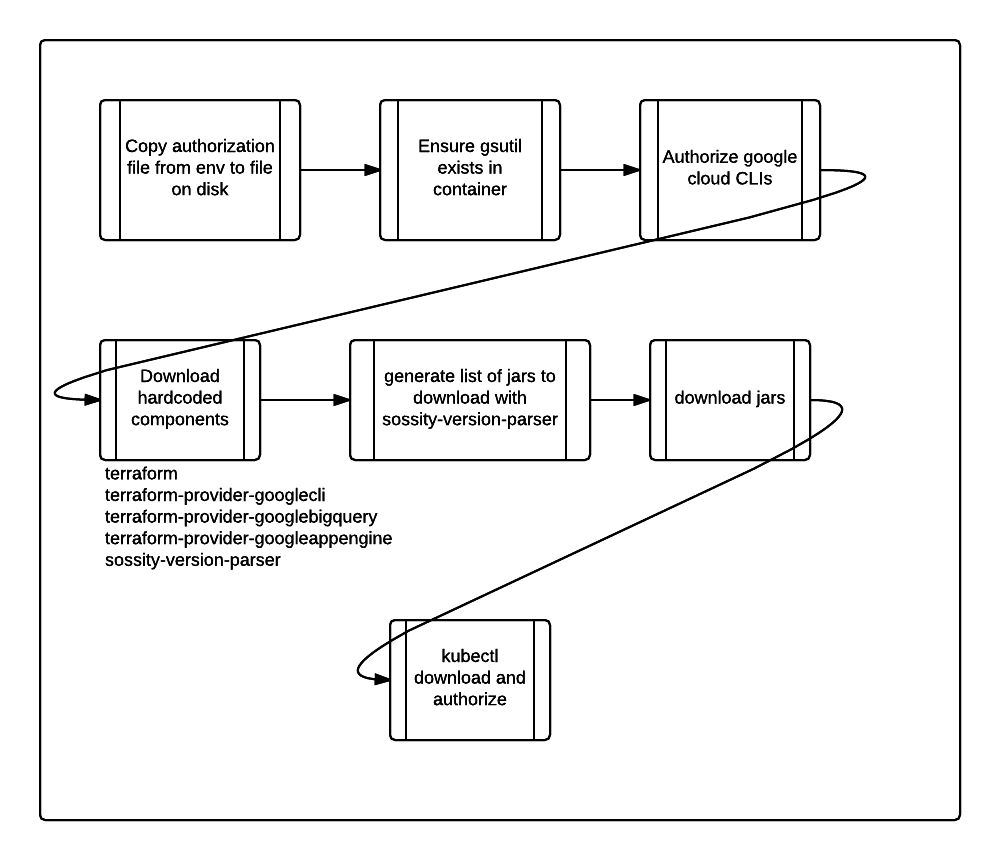 Copy authorization
file from env to file
on disk
Ensure gsutil
exists in
container
Authorize google
cloud CLIs
Download
hardcoded
components
generate list of jars to
download with
sossity-version-parser
download jars
terraform
terraform-provider-googlecli
terraform-provider-googlebigquery
terraform-provider-googleappengine
sossity-version-parser
kubectl
download and
authorize